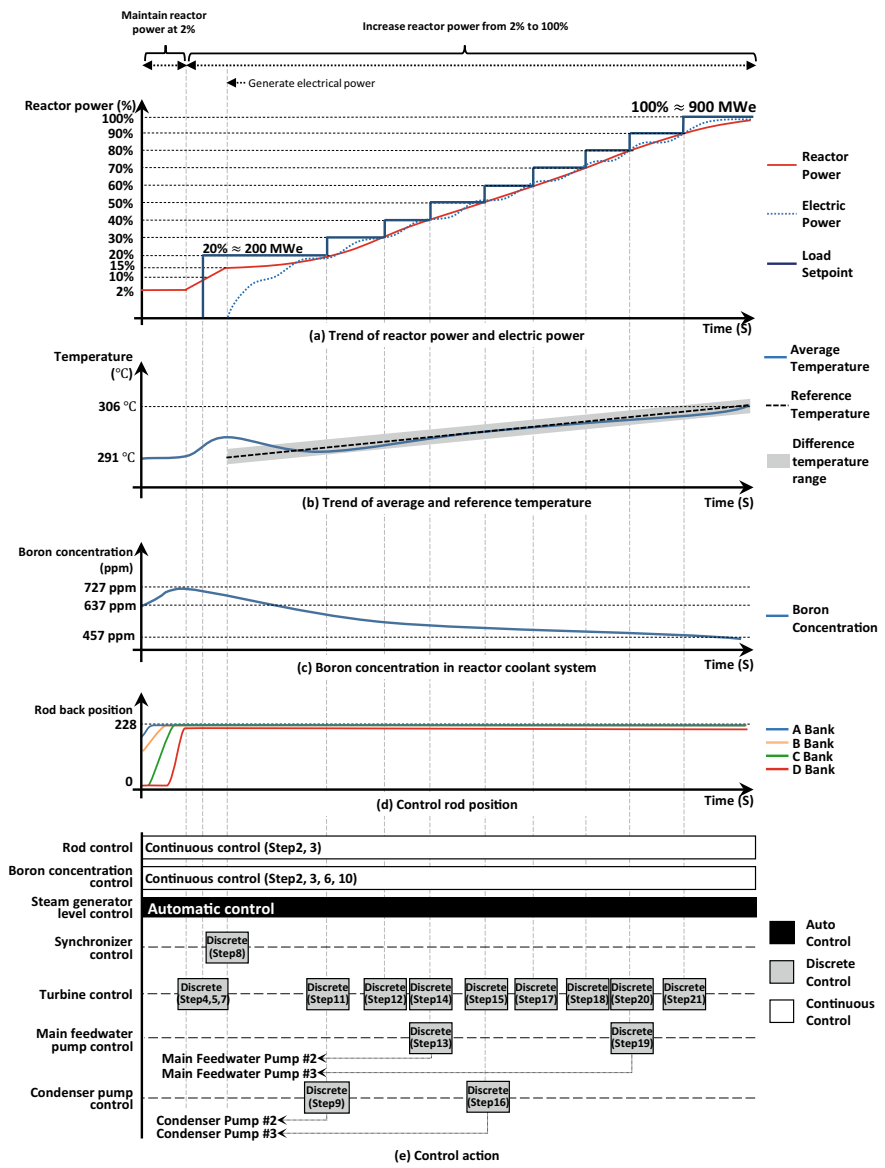 Maintain reactor
power at 2%
Increase reactor power from 2% to 100%
Generate electrical power
Reactor power (%)
100% ≈ 900 MWe
100%
90%
80%
70%
60%
50%
40%
30%
20%
15%
10%
2%
20% ≈ 200 MWe
Reactor
Power
Electric
Power
Load
Setpoint
Time (S)
(a) Trend of reactor power and electric power
Temperature
(℃)
306 ℃
291 ℃
Average
Temperature
Reference
Temperature
Difference
temperature
range
Time (S)
(b) Trend of average and reference temperature
Boron concentration
(ppm)
727 ppm
637 ppm
457 ppm
Boron
Concentration
Time (S)
(c) Boron concentration in reactor coolant system
Rod back position
228
0
A Bank
B Bank
C Bank
D Bank
Time (S)
(d) Control rod position
Rod control
Continuous control (Step2, 3)
Boron concentration
control
Continuous control (Step2, 3, 6, 10)
Steam generator
level control
Automatic control
Synchronizer
control
Discrete
(Step8)
Turbine control
Discrete
(Step4,5,7)
Discrete
(Step11)
Discrete
(Step12)
Discrete
(Step14)
Discrete
(Step15)
Discrete
(Step17)
Discrete
(Step18)
Discrete
(Step20)
Discrete
(Step21)
Main feedwater
pump control
Discrete
(Step13)
Discrete
(Step19)
Main Feedwater Pump #2
Main Feedwater Pump #3
Condenser pump
control
Discrete
(Step9)
Discrete
(Step16)
Condenser Pump #2
Condenser Pump #3
Auto
Control
Discrete
Control
Continuous
Control
(e) Control action